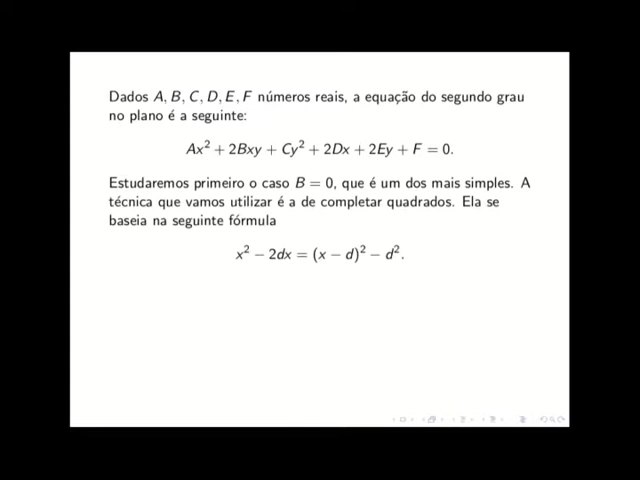 Dados A, B, C, D, E, F números reais, a equação do segundo grau
no plano é a seguinte:
Ax² + 2Bxy + Cy² + 2Dx + 2Ey + F = 0.
Estudaremos primeiro o caso B = 0, que é um dos mais simples. A
técnica que vamos utilizar é a de completar quadrados. Ela se
baseia na seguinte fórmula
x² − 2dx = (x − d)² − d².